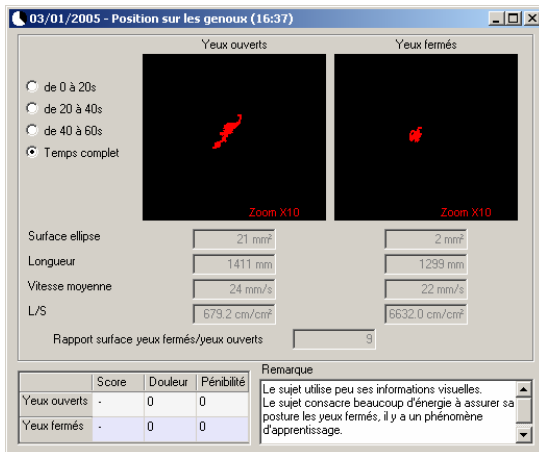 03/01/2005 - Position sur les genoux (16:37)
Yeux ouverts Yeux fermés
de 0 à 20s
de 20 à 40s
de 40 à 60s
Temps complet
Zoom X10 Zoom X10
Surface ellipse 21 mm² 2 mm²
Longueur 1411 mm 1299 mm
Vitesse moyenne 24 mm/s 22 mm/s
L/S 679.2 cm/cm² 6632.0 cm/cm²
Rapport surface yeux fermés/yeux ouverts 9
Score Douleur Pénibilité
Yeux ouverts - 0 0
Yeux fermés - 0 0
Remarque
Le sujet utilise peu ses informations visuelles.
Le sujet consacre beaucoup d'énergie à assurer sa
posture les yeux fermés, il y a un phénomène
d'apprentissage.